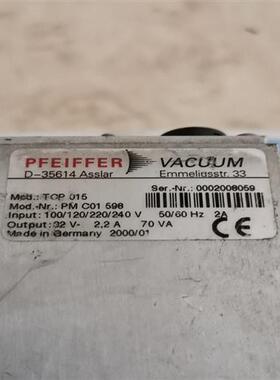 PFEIFFER VACUUM
D-35614 Asslar Emmeliusstr. 33
Ser.-Nr.: 0002008059
Mod.: TCP 015
Mod.-Nr.: PM C01 598
Input: 100/120/220/240 V 50/60 Hz 2A
Output: 32 V- 2,2 A 70 VA
Made in Germany 2000/01 CE